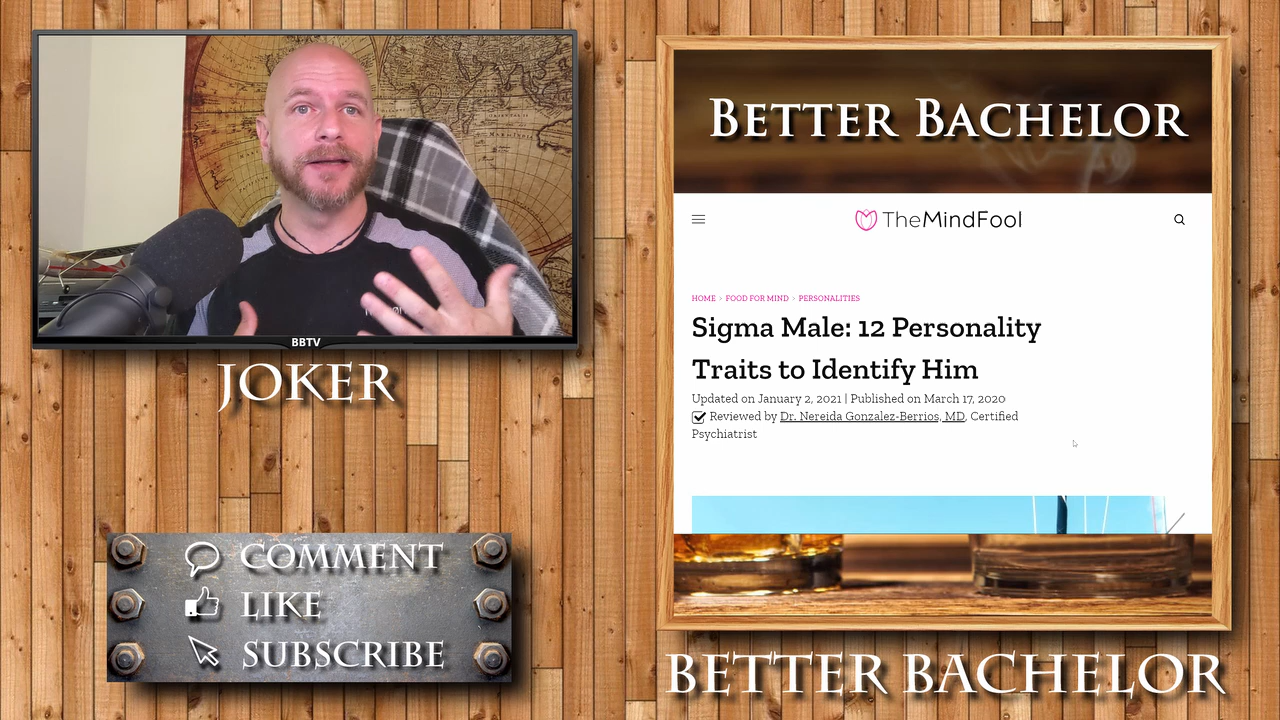 BBTV
JOKER
COMMENT
LIKE
SUBSCRIBE
BETTER BACHELOR
TheMindFool
HOME > FOOD FOR MIND > PERSONALITIES
Sigma Male: 12 Personality
Traits to Identify Him
Updated on January 2, 2021 | Published on March 17, 2020
Reviewed by Dr. Nereida Gonzalez-Berrios, MD, Certified
Psychiatrist
BETTER BACHELOR